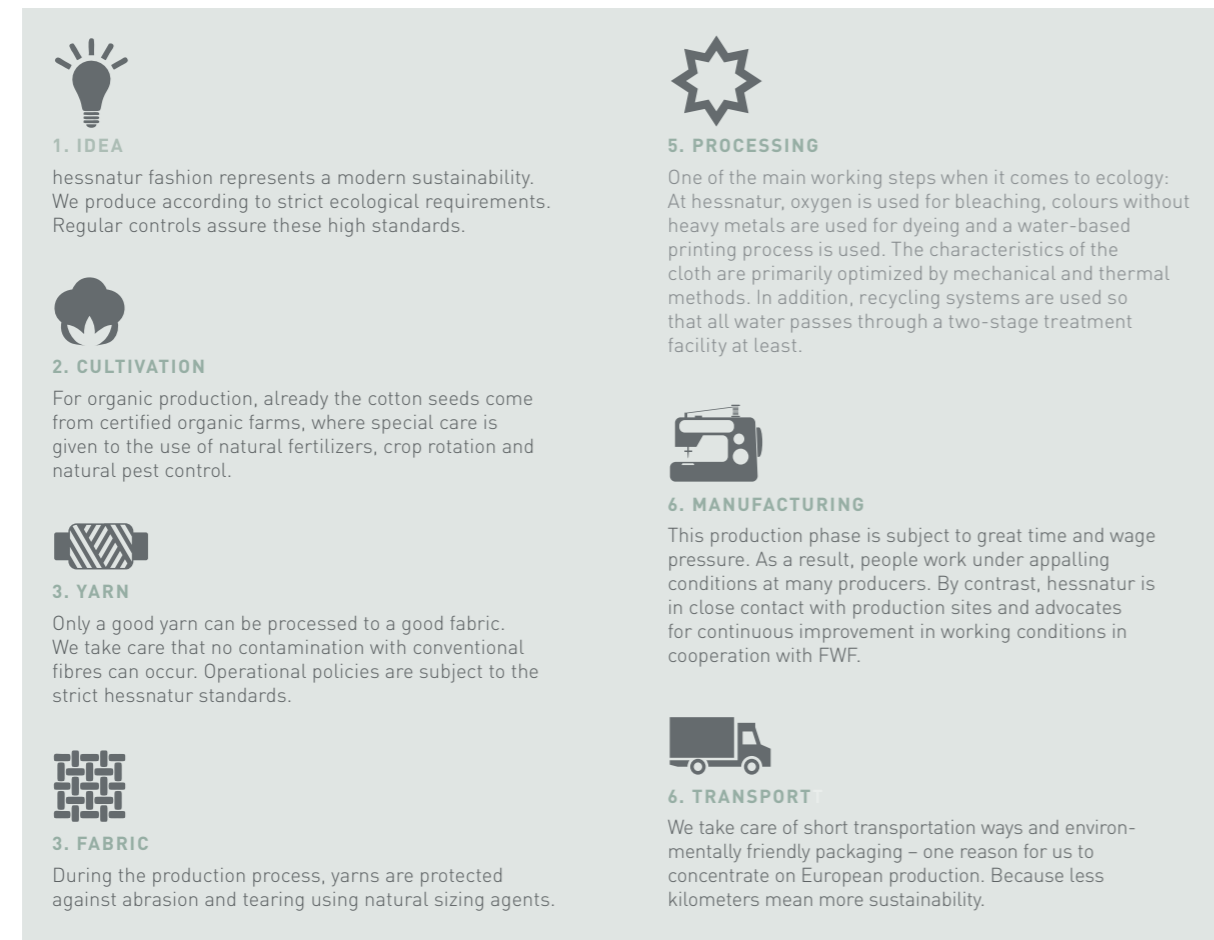 1. IDEA
hessnatur fashion represents a modern sustainability.
We produce according to strict ecological requirements.
Regular controls assure these high standards.
2. CULTIVATION
For organic production, already the cotton seeds come
from certified organic farms, where special care is
given to the use of natural fertilizers, crop rotation and
natural pest control.
3. YARN
Only a good yarn can be processed to a good fabric.
We take care that no contamination with conventional
fibres can occur. Operational policies are subject to the
strict hessnatur standards.
3. FABRIC
During the production process, yarns are protected
against abrasion and tearing using natural sizing agents.
5. PROCESSING
One of the main working steps when it comes to ecology:
At hessnatur, oxygen is used for bleaching, colours without
heavy metals are used for dyeing and a water-based
printing process is used. The characteristics of the
cloth are primarily optimized by mechanical and thermal
methods. In addition, recycling systems are used so
that all water passes through a two-stage treatment
facility at least.
6. MANUFACTURING
This production phase is subject to great time and wage
pressure. As a result, people work under appalling
conditions at many producers. By contrast, hessnatur is
in close contact with production sites and advocates
for continuous improvement in working conditions in
cooperation with FWF.
6. TRANSPORTT
We take care of short transportation ways and environ-
mentally friendly packaging – one reason for us to
concentrate on European production. Because less
kilometers mean more sustainability.